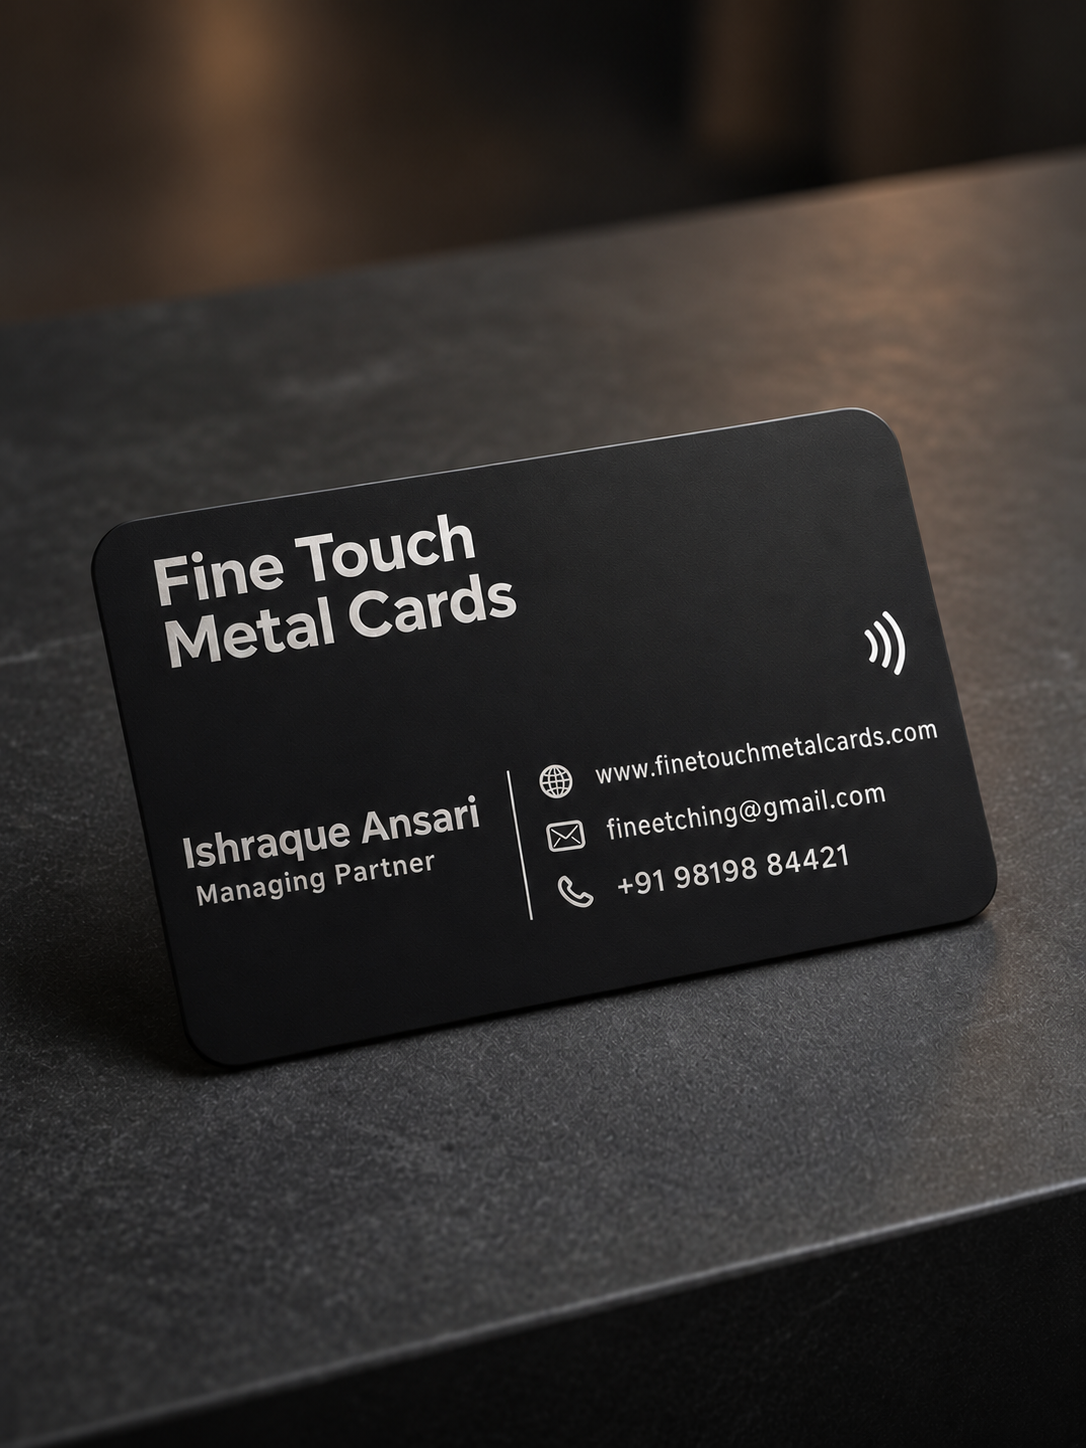 Fine Touch
Metal Cards
Ishraque Ansari
Managing Partner
www.finetouchmetalcards.com
fineetching@gmail.com
+91 98198 84421